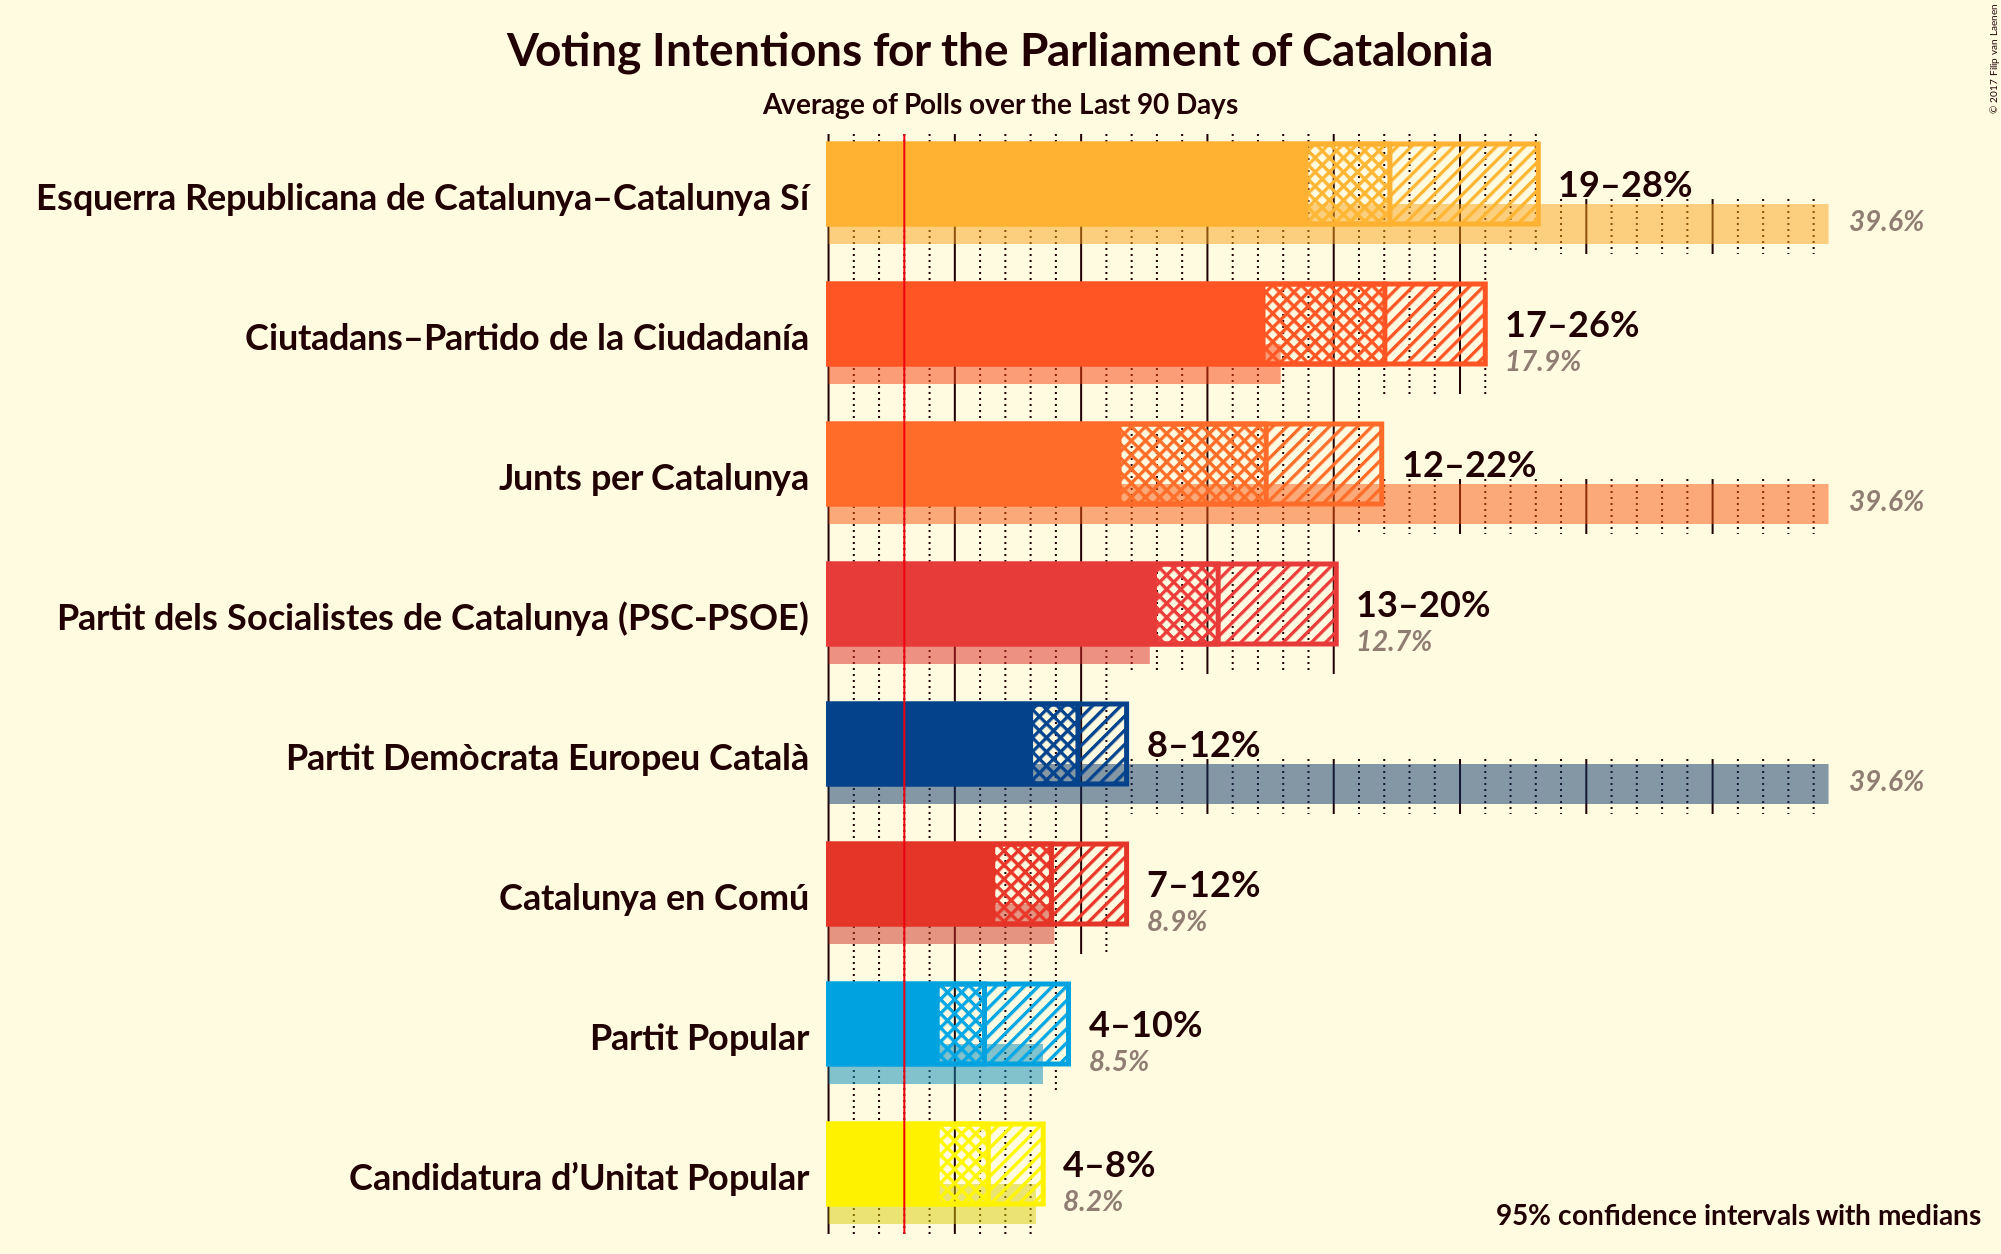 Voting Intentions for the Parliament of Catalonia
Average of Polls over the Last 90 Days
© 2017 Filip van Laenen
Esquerra Republicana de Catalunya–Catalunya Sí
19–28%
39.6%
Ciutadans–Partido de la Ciudadanía
17–26%
17.9%
Junts per Catalunya
12–22%
39.6%
Partit dels Socialistes de Catalunya (PSC-PSOE)
13–20%
12.7%
Partit Demòcrata Europeu Català
8–12%
39.6%
Catalunya en Comú
7–12%
8.9%
Partit Popular
4–10%
8.5%
Candidatura d’Unitat Popular
4–8%
8.2%
95% confidence intervals with medians